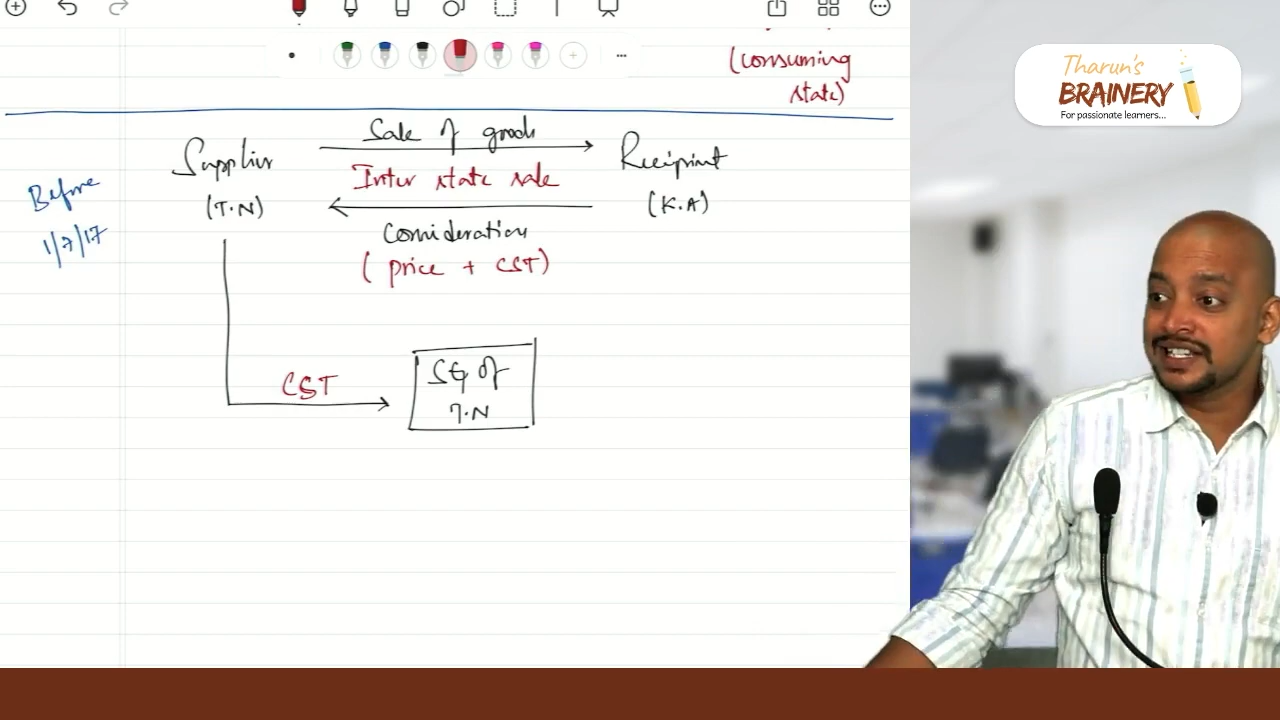 (consuming
state)
Tharun's
BRAINERY
For passionate learners...
Before
1/7/17
Supplier
(T.N)
Sale of goods
Inter state sale
Consideration
(price + CST)
Recipient
(K.A)
CST
SG of
T.N